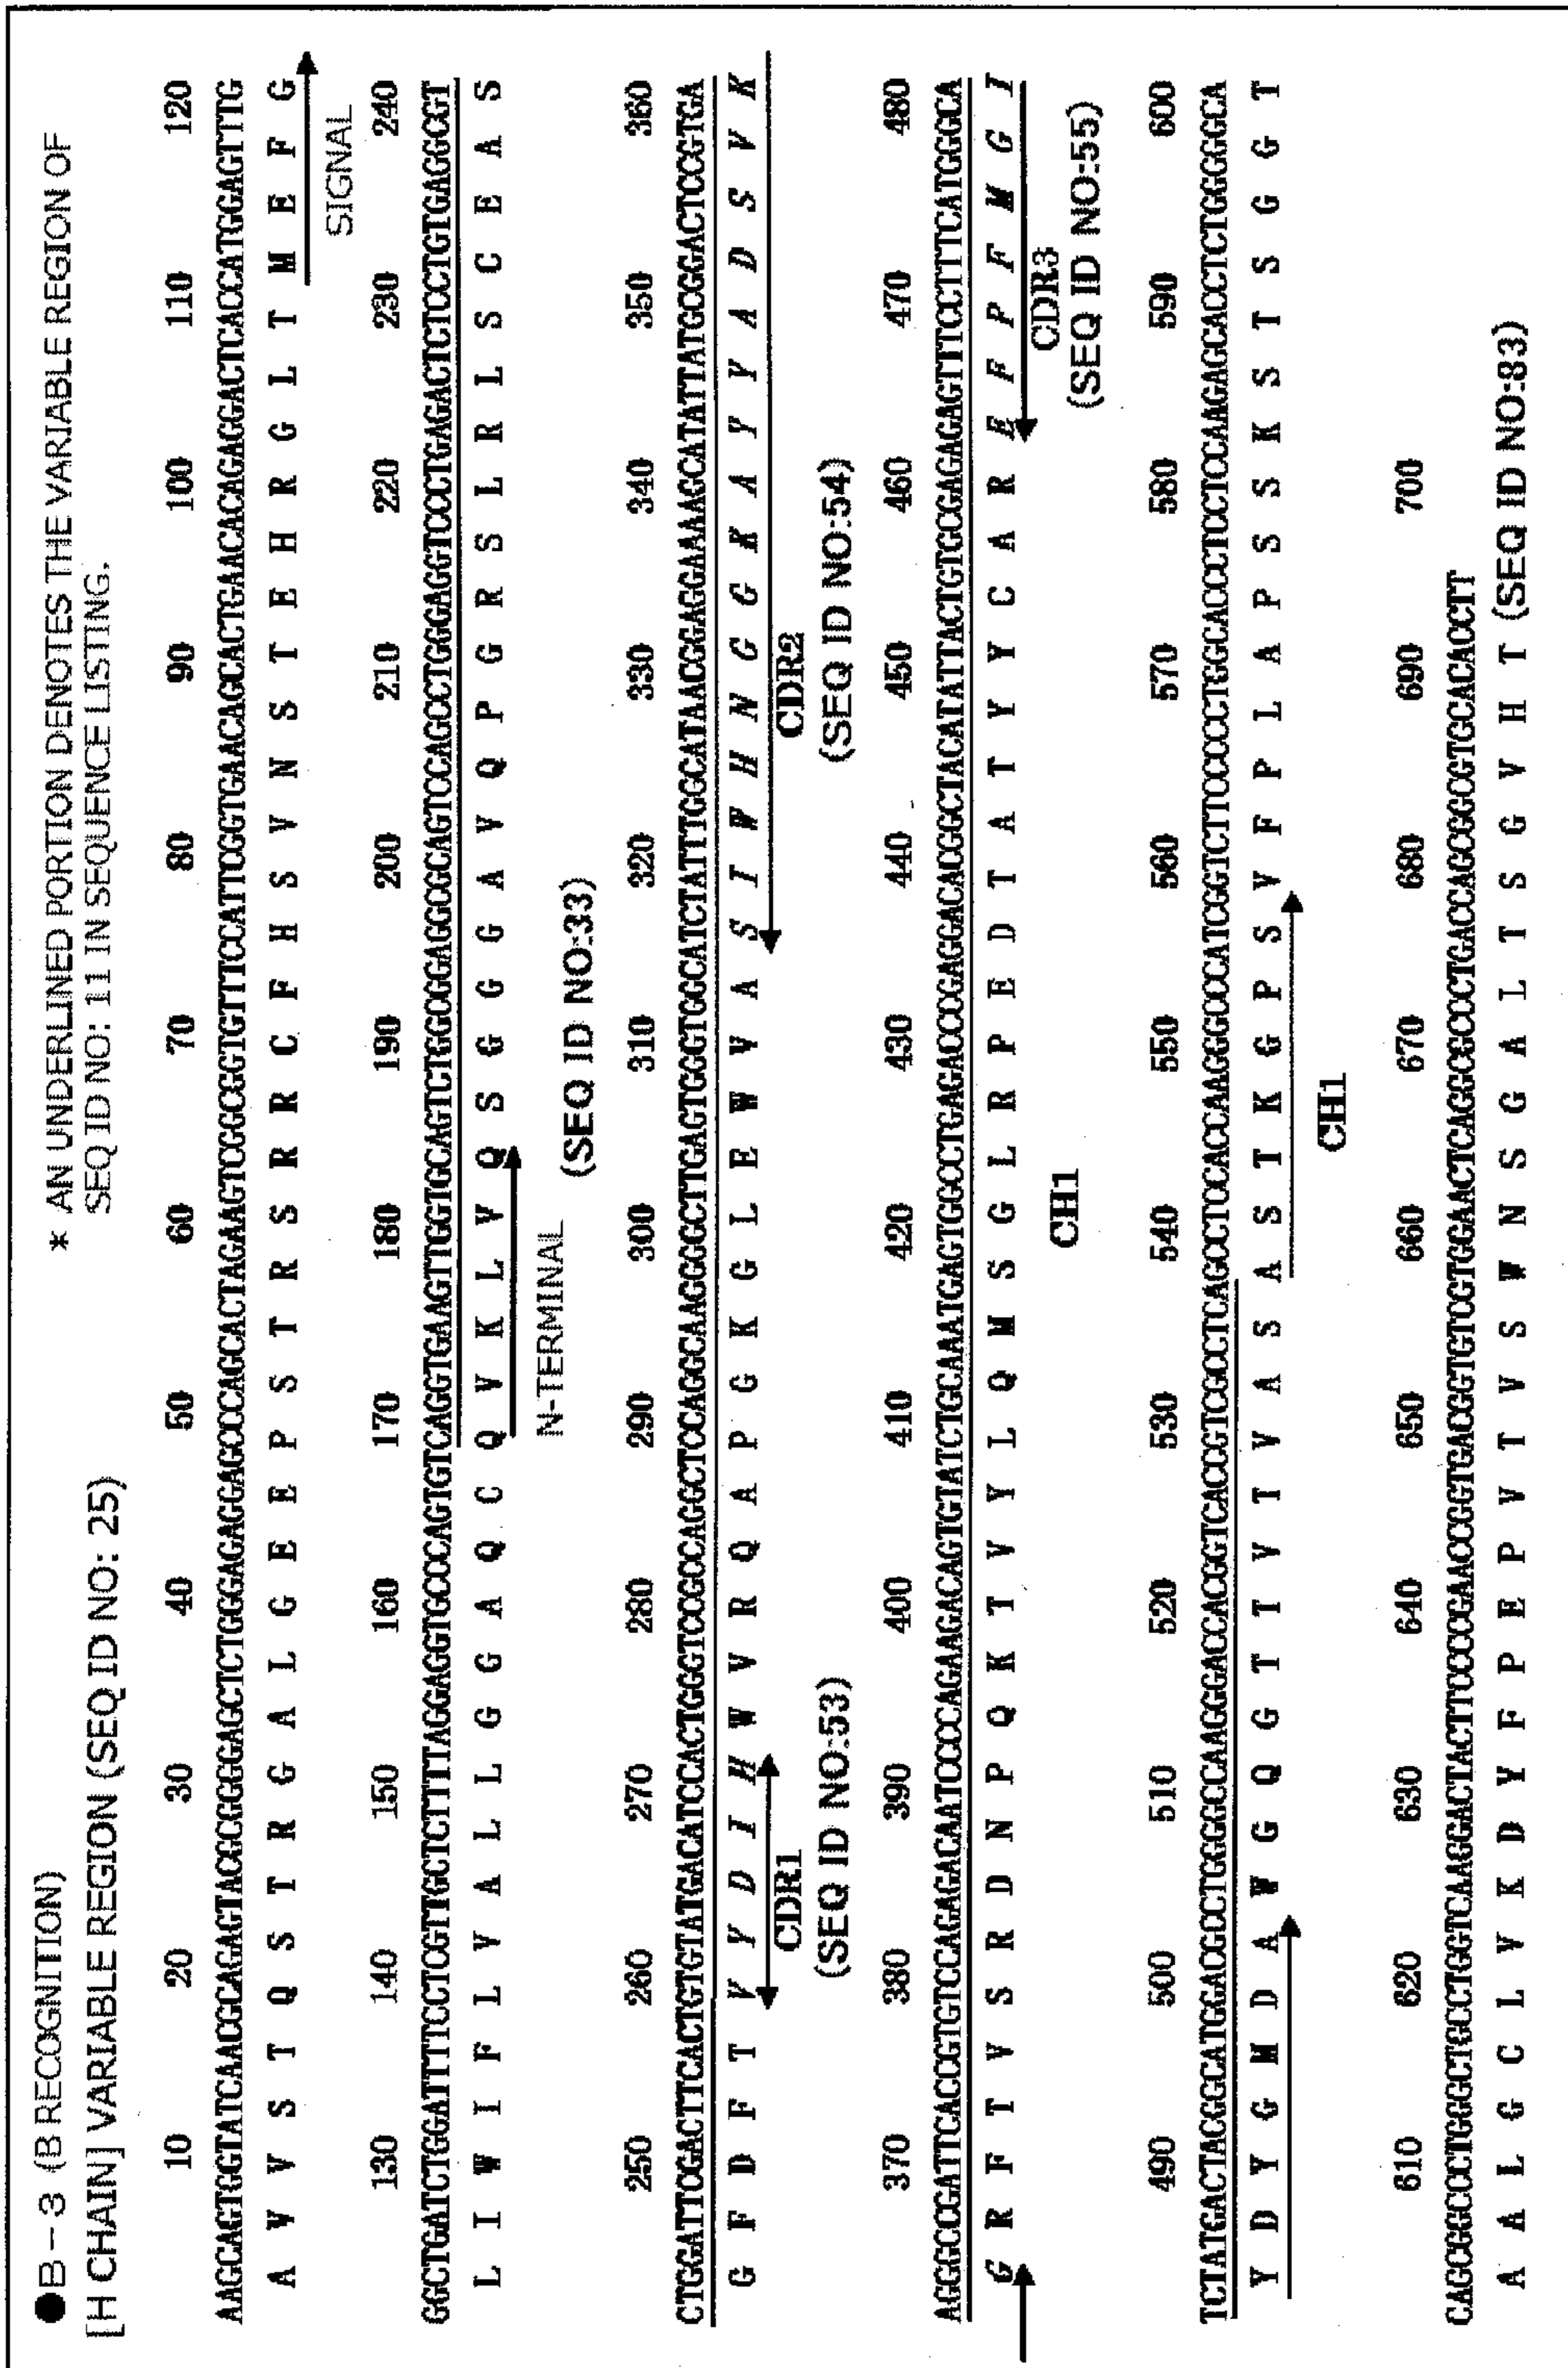 ●B−3 (B RECOGNITION)
[H CHAIN] VARIABLE REGION (SEQ ID NO: 25)
* AN UNDERLINED PORTION DENOTES THE VARIABLE REGION OF
SEQ ID NO: 11 IN SEQUENCE LISTING.
10 20 30 40 50 60 70 80 90 100 110 120
AAGCAGTGGTATCAACGCAGAGTACGCGGGGAGCTCTGGGAGAGGAGCCCAGCACTAGAAGTCGGCGGTGTTTCCATTCGGTGAACAGCACTGAACACAGAGGACTCACCATGGAGTTTG
A V V S T Q S T R G A L G E E P S T R S R R C F H S V N S T E H R G L T M E F G
SIGNAL
130 140 150 160 170 180 190 200 210 220 230 240
GGCTGATCTGGATTTTCCTCGTTGCTCTTTTAGGAGGTGCCCAGTGTCAGGTGAAGTTGGTGCAGTCTGGGGGAGGCGCAGTCCAGCCTGGGAGGTCCCTGAGACTCTCCTGTGAGGCGT
L I W I F L V A L L G G A Q C Q V K L V Q S G G G A V Q P G R S L R L S C E A S
N-TERMINAL
(SEQ ID NO:33)
250 260 270 280 290 300 310 320 330 340 350 360
CTGGATTCGACTTCACTGTGTATGACATCCACTGGGTCCGCCAGGCTCCAGGCAAGGGGCTTGAGTGGGTGGCATCTATTTGGCATAACGGAGGAAAAGCATATTATGCGGACTCCGTGA
G F D F T V Y D I H W V R Q A P G K G L E W V A S I W H N G G K A Y Y A D S V K
CDR1 CDR2
(SEQ ID NO:53) (SEQ ID NO:54)
370 380 390 400 410 420 430 440 450 460 470 480
AGGGCCGATTCACCGTGTCCAGAGACAATCCCCAGAAGACAGTGTATCTGCAAATGAGTGGCCTGAGACCCGAGGACACGGCTACATATTACTGTGCGAGAGAGTTTCCTTTCATGGGCA
G R F T V S R D N P Q K T V Y L Q M S G L R P E D T A T Y Y C A R E F P F M G I
CH1 CDR3
(SEQ ID NO:55)
490 500 510 520 530 540 550 560 570 580 590 600
TCTATGACTACGGCATGGACGCCTGGGGCCAAGGGACCACGGTCACCGTCGCCTCAGCCTCCACCAAGGGCCCATCGGTCTTCCCCCTGGCACCCTCCTCCAAGAGCACCTCTGGGGGCA
Y D Y G M D A W G Q G T T V T V A S A S T K G P S V F P L A P S S K S T S G G T
CH1
610 620 630 640 650 660 670 680 690 700
CAGCGGCCCTGGGCTGCCTGGTCAAGGACTACTTCCCCGAACCGGTGACGGTGTCGTGGAACTCAGGCGCCCTGACCAGCGGCGTGCACACCTT
A A L G C L V K D Y F P E P V T V S W N S G A L T S G V H T (SEQ ID NO:83)